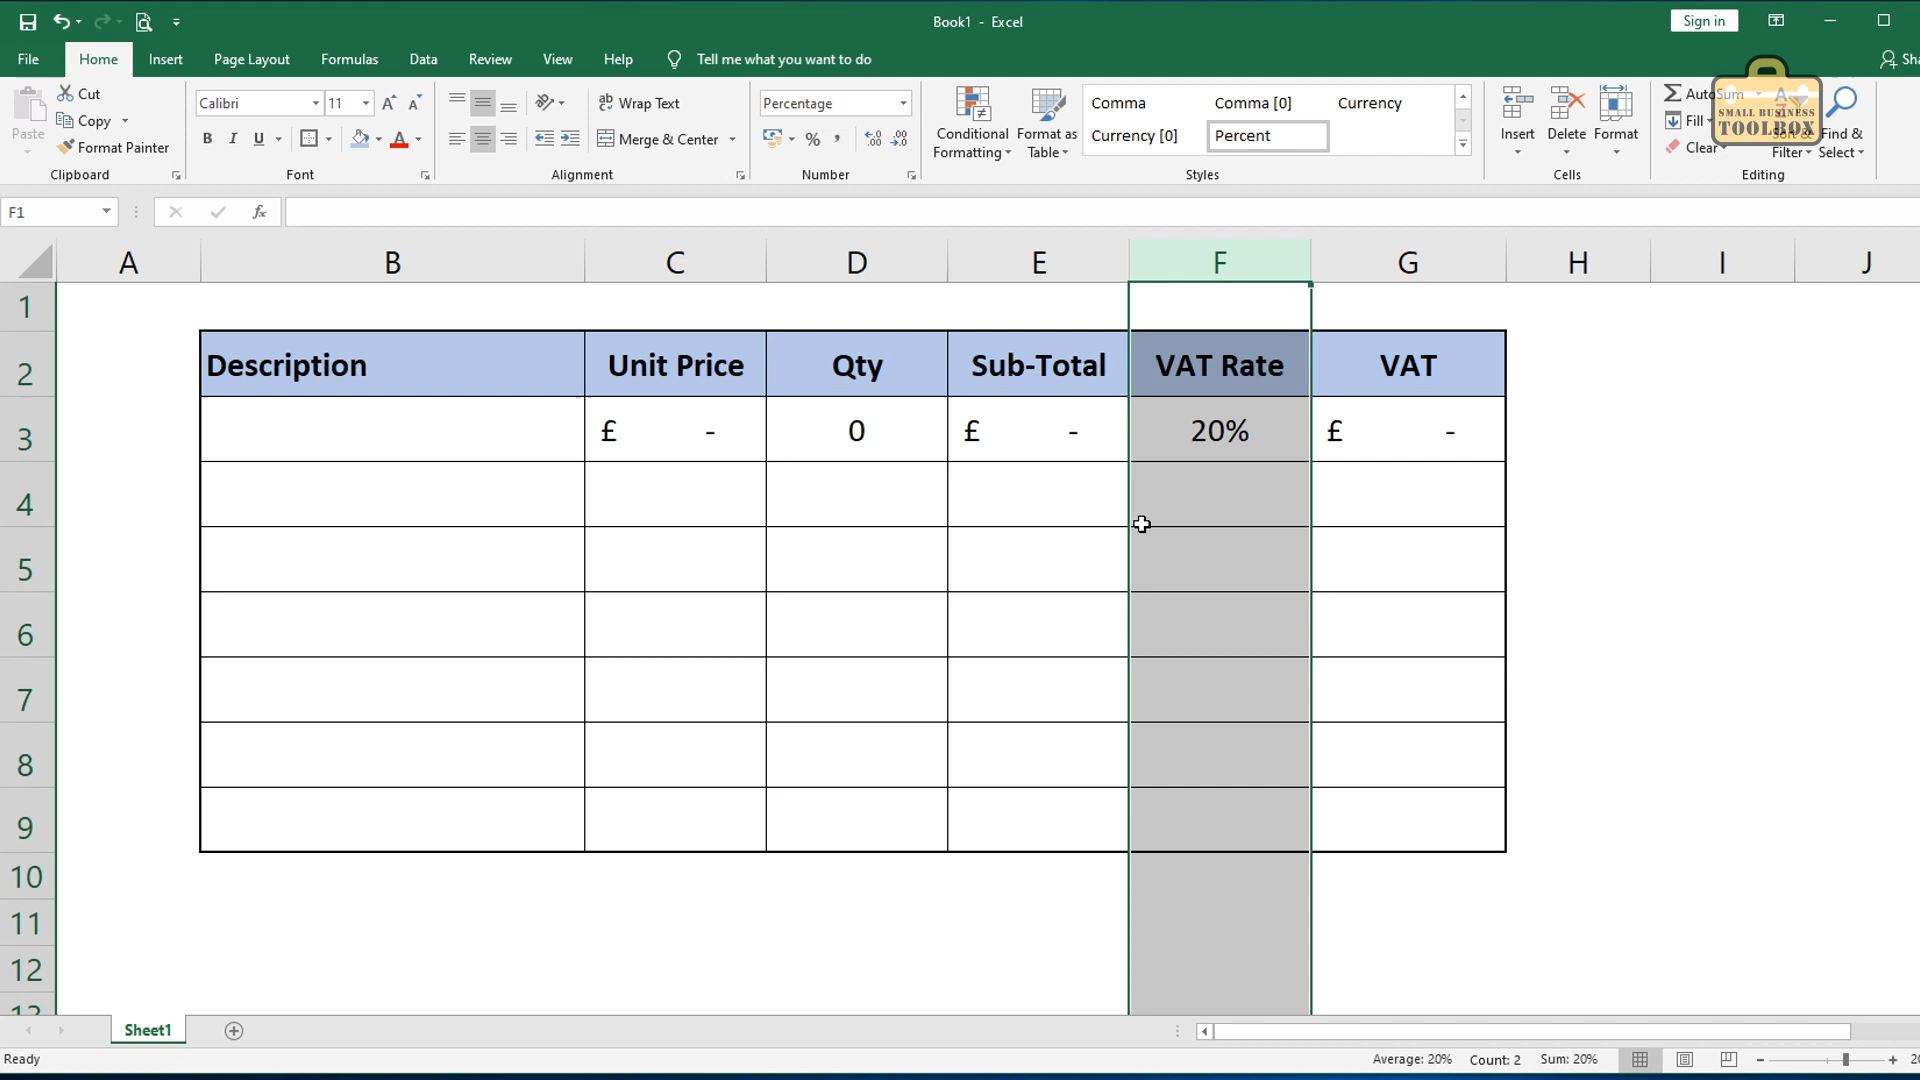 Book1 - Excel
Sign in
File Home Insert Page Layout Formulas Data Review View Help Tell me what you want to do
Paste
Cut
Copy
Format Painter
Clipboard
Calibri 11
B I U
Font
Wrap Text
Merge & Center
Alignment
Percentage
%
Number
Conditional Formatting
Format as Table
Comma Comma [0] Currency
Currency [0] Percent
Styles
Insert Delete Format
Cells
AutoSum
Fill
Clear
Filter
Find & Select
Editing
SMALL BUSINESS
TOOLBOX
F1 fx
A B C D E F G H I J
1
2 Description Unit Price Qty Sub-Total VAT Rate VAT
3 £ - 0 £ - 20% £ -
4
5
6
7
8
9
10
11
12
13
Sheet1
Ready Average: 20% Count: 2 Sum: 20%